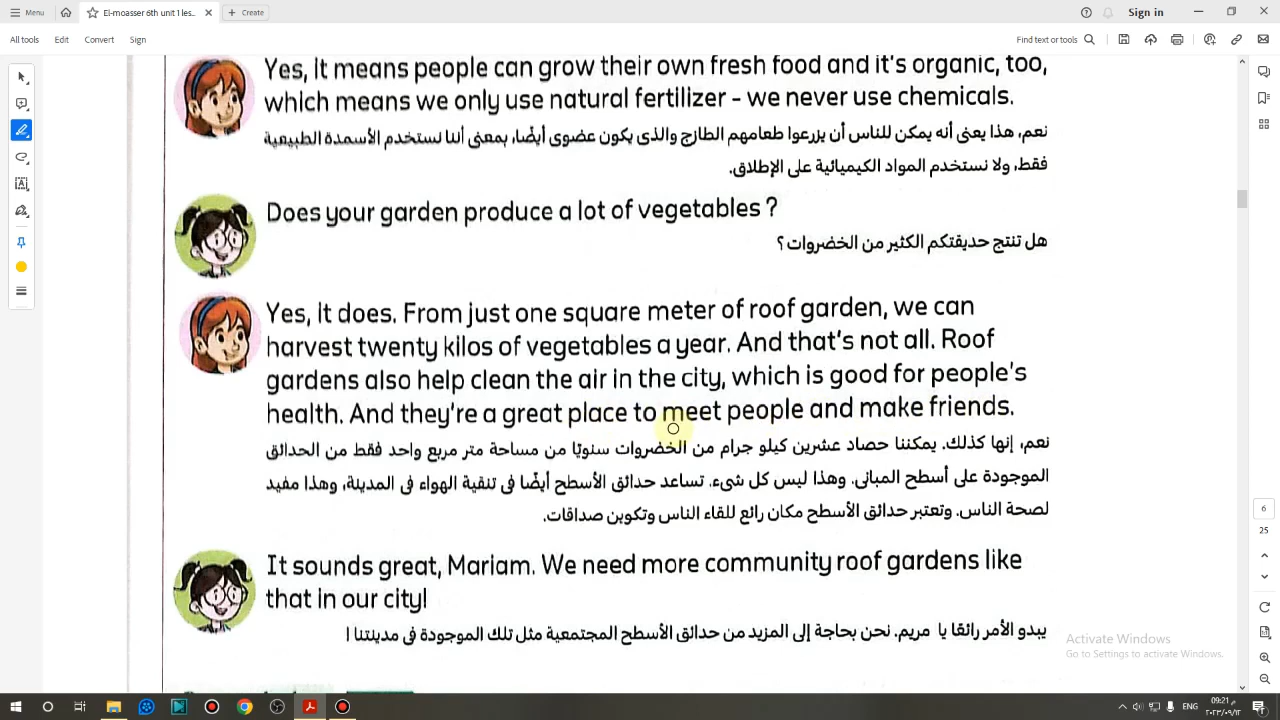 Menu
El-moasser 6th unit 1 les...
Create
Sign in
All tools
Edit
Convert
Sign
Find text or tools
Yes, it means people can grow their own fresh food and it's organic, too,
which means we only use natural fertilizer - we never use chemicals.
نعم، هذا يعنى أنه يمكن للناس أن يزرعوا طعامهم الطازج والذى يكون عضوى أيضًا، بمعنى أننا نستخدم الأسمدة الطبيعية
فقط، ولا نستخدم المواد الكيميائية على الإطلاق.
Does your garden produce a lot of vegetables ?
هل تنتج حديقتكم الكثير من الخضروات ؟
Yes, it does. From just one square meter of roof garden, we can
harvest twenty kilos of vegetables a year. And that's not all. Roof
gardens also help clean the air in the city, which is good for people's
health. And they're a great place to meet people and make friends.
نعم، إنها كذلك. يمكننا حصاد عشرين كيلو جرام من الخضروات سنويًا من مساحة متر مربع واحد فقط من الحدائق
الموجودة على أسطح المبانى. وهذا ليس كل شىء. تساعد حدائق الأسطح أيضًا فى تنقية الهواء فى المدينة، وهذا مفيد
لصحة الناس. وتعتبر حدائق الأسطح مكان رائع للقاء الناس وتكوين صداقات.
It sounds great, Mariam. We need more community roof gardens like
that in our city!
يبدو الأمر رائعًا يا مريم. نحن بحاجة إلى المزيد من حدائق الأسطح المجتمعية مثل تلك الموجودة فى مدينتنا !
6
25
Activate Windows
Go to Settings to activate Windows.
ENG
09:21 م
٢٠٢٣/٠٩/١٣